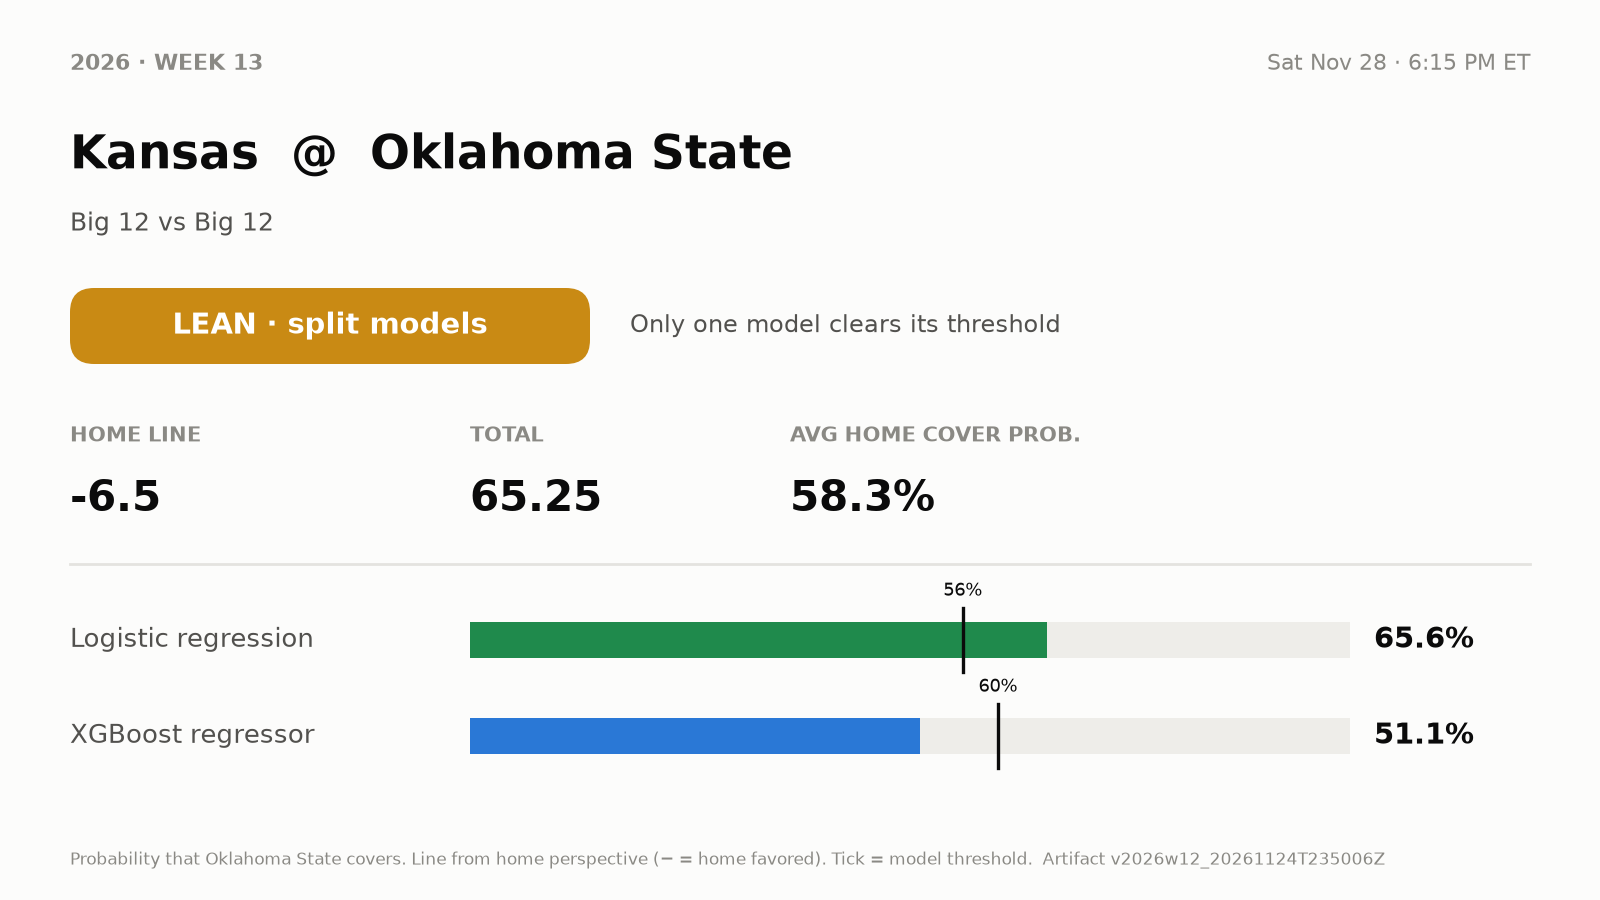 2026 · WEEK 13
Sat Nov 28 · 6:15 PM ET
Kansas @ Oklahoma State
Big 12 vs Big 12
LEAN · split models
Only one model clears its threshold
HOME LINE
TOTAL
AVG HOME COVER PROB.
-6.5
65.25
58.3%
56%
Logistic regression
65.6%
60%
XGBoost regressor
51.1%
Probability that Oklahoma State covers. Line from home perspective (− = home favored). Tick = model threshold. Artifact v2026w12_20261124T235006Z